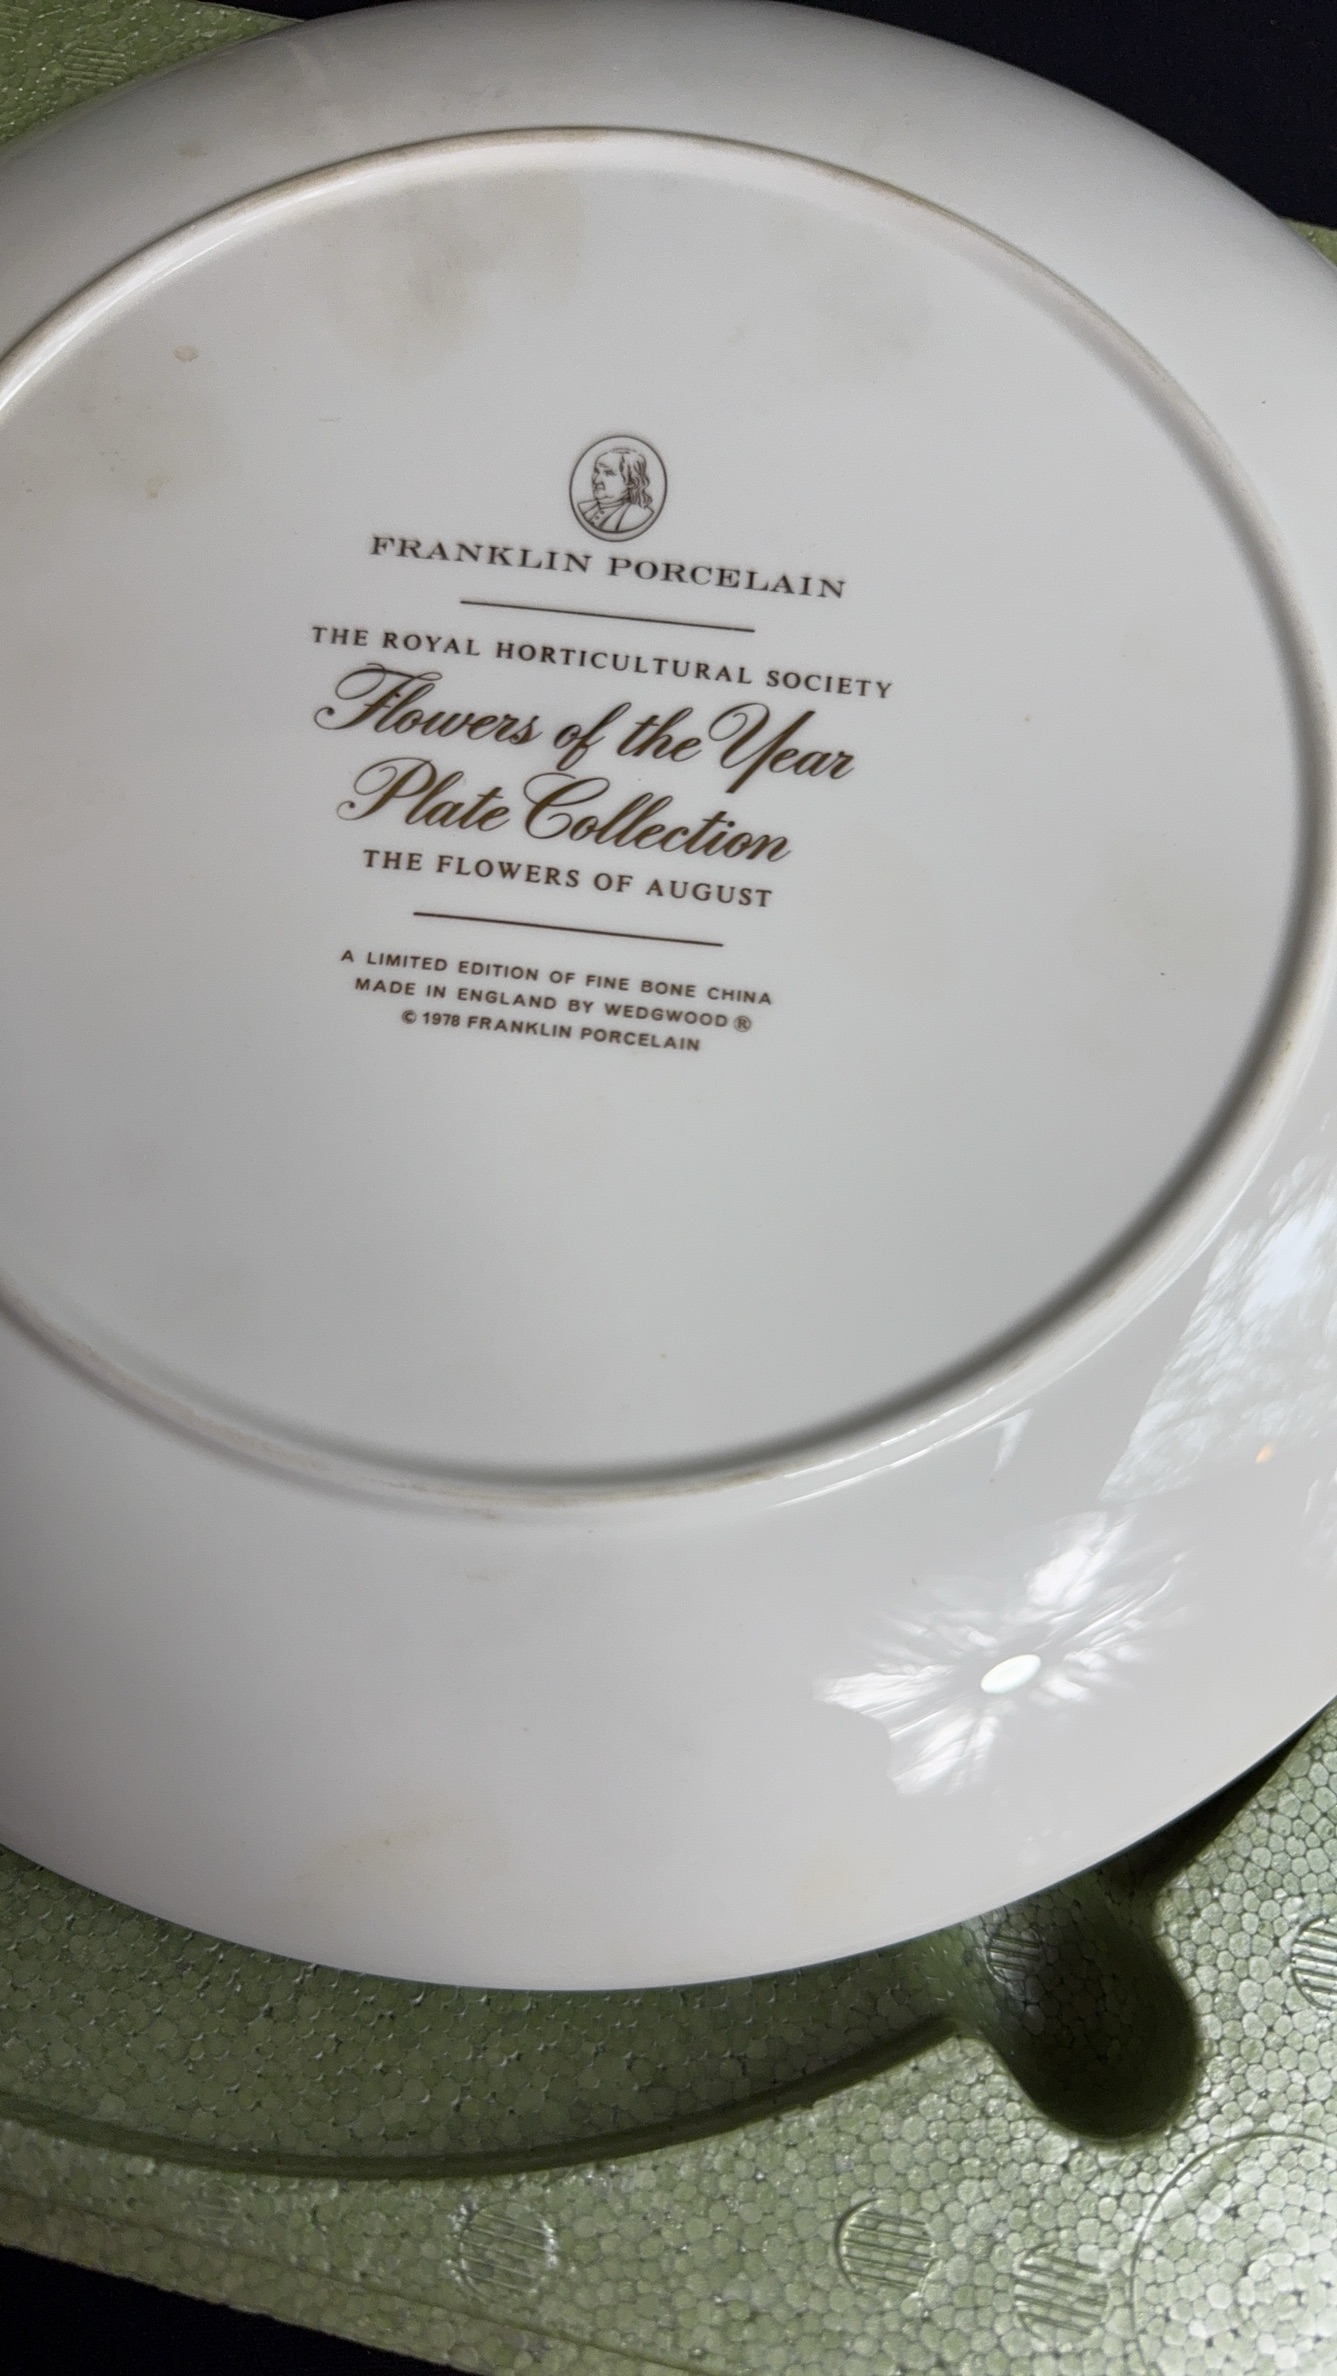 FRANKLIN PORCELAIN
THE ROYAL HORTICULTURAL SOCIETY
Flowers of the Year
Plate Collection
THE FLOWERS OF AUGUST
A LIMITED EDITION OF FINE BONE CHINA
MADE IN ENGLAND BY WEDGWOOD®
© 1978 FRANKLIN PORCELAIN